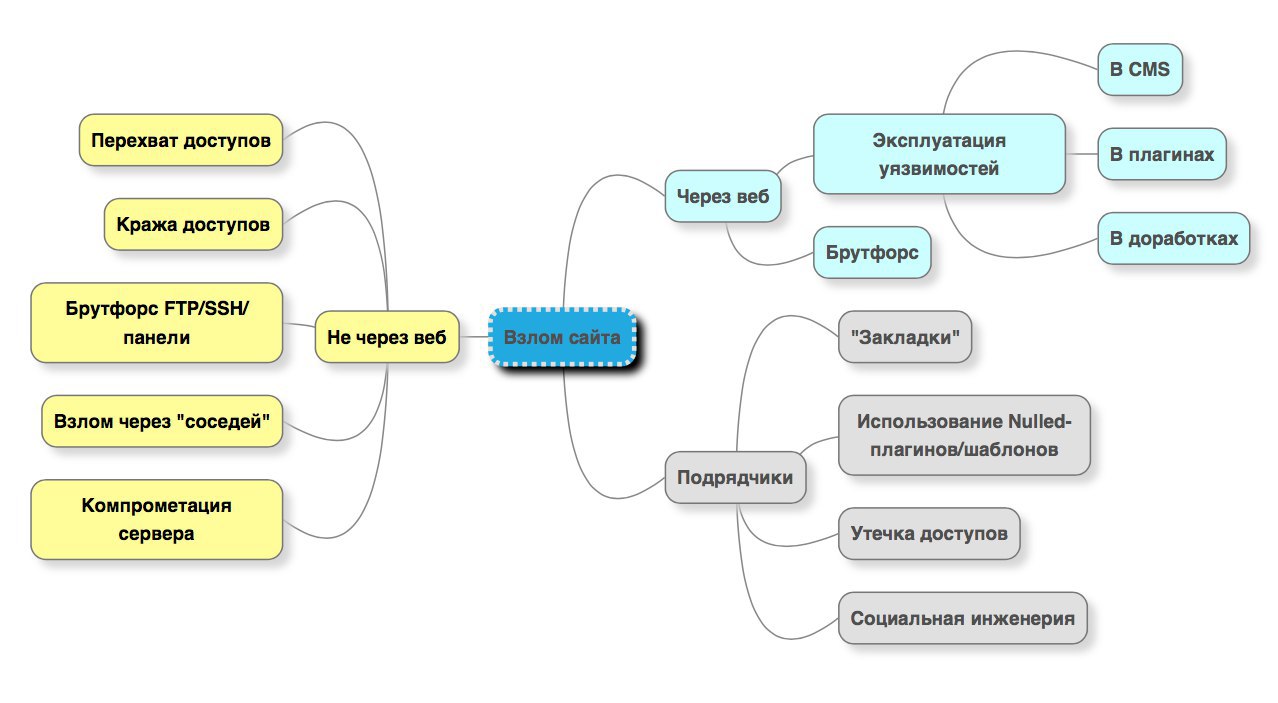 Взлом сайта
Не через веб
Перехват доступов
Кража доступов
Брутфорс FTP/SSH/
панели
Взлом через "соседей"
Компрометация
сервера
Через веб
Эксплуатация
уязвимостей
В CMS
В плагинах
В доработках
Брутфорс
Подрядчики
"Закладки"
Использование Nulled-
плагинов/шаблонов
Утечка доступов
Социальная инженерия